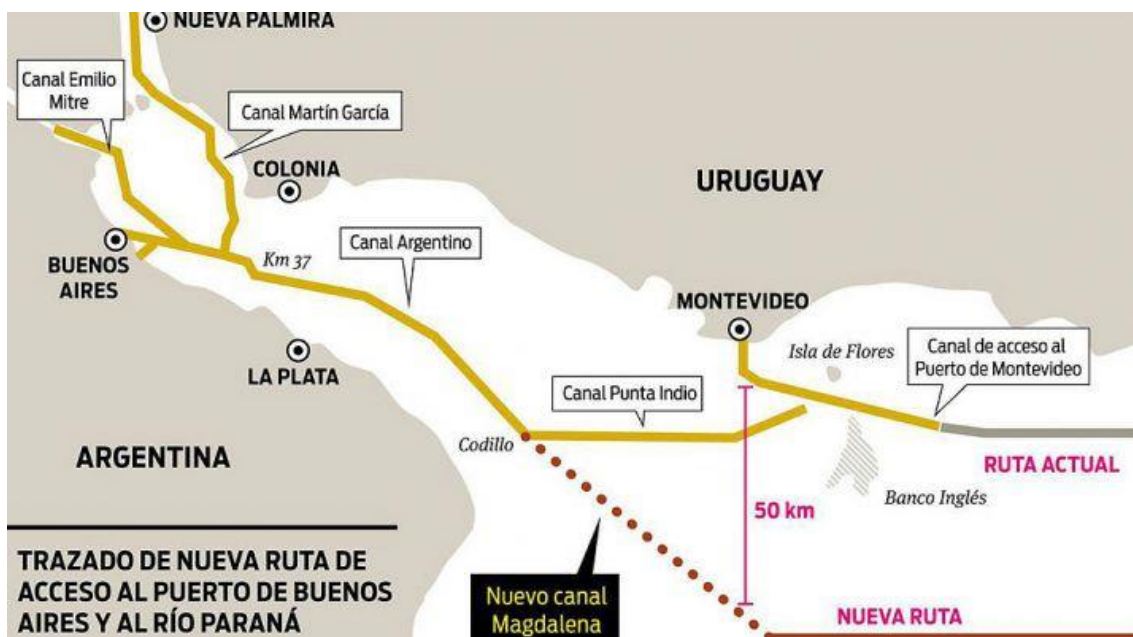 NUEVA PALMIRA
Canal Emilio
Mitre
Canal Martín García
COLONIA
URUGUAY
Canal Argentino
BUENOS
AIRES
Km 37
MONTEVIDEO
Isla de Flores
Canal de acceso al
Puerto de Montevideo
LA PLATA
Canal Punta Indio
Codillo
ARGENTINA
RUTA ACTUAL
Banco Inglés
50 km
TRAZADO DE NUEVA RUTA DE
ACCESO AL PUERTO DE BUENOS
AIRES Y AL RÍO PARANÁ
Nuevo canal
Magdalena
NUEVA RUTA